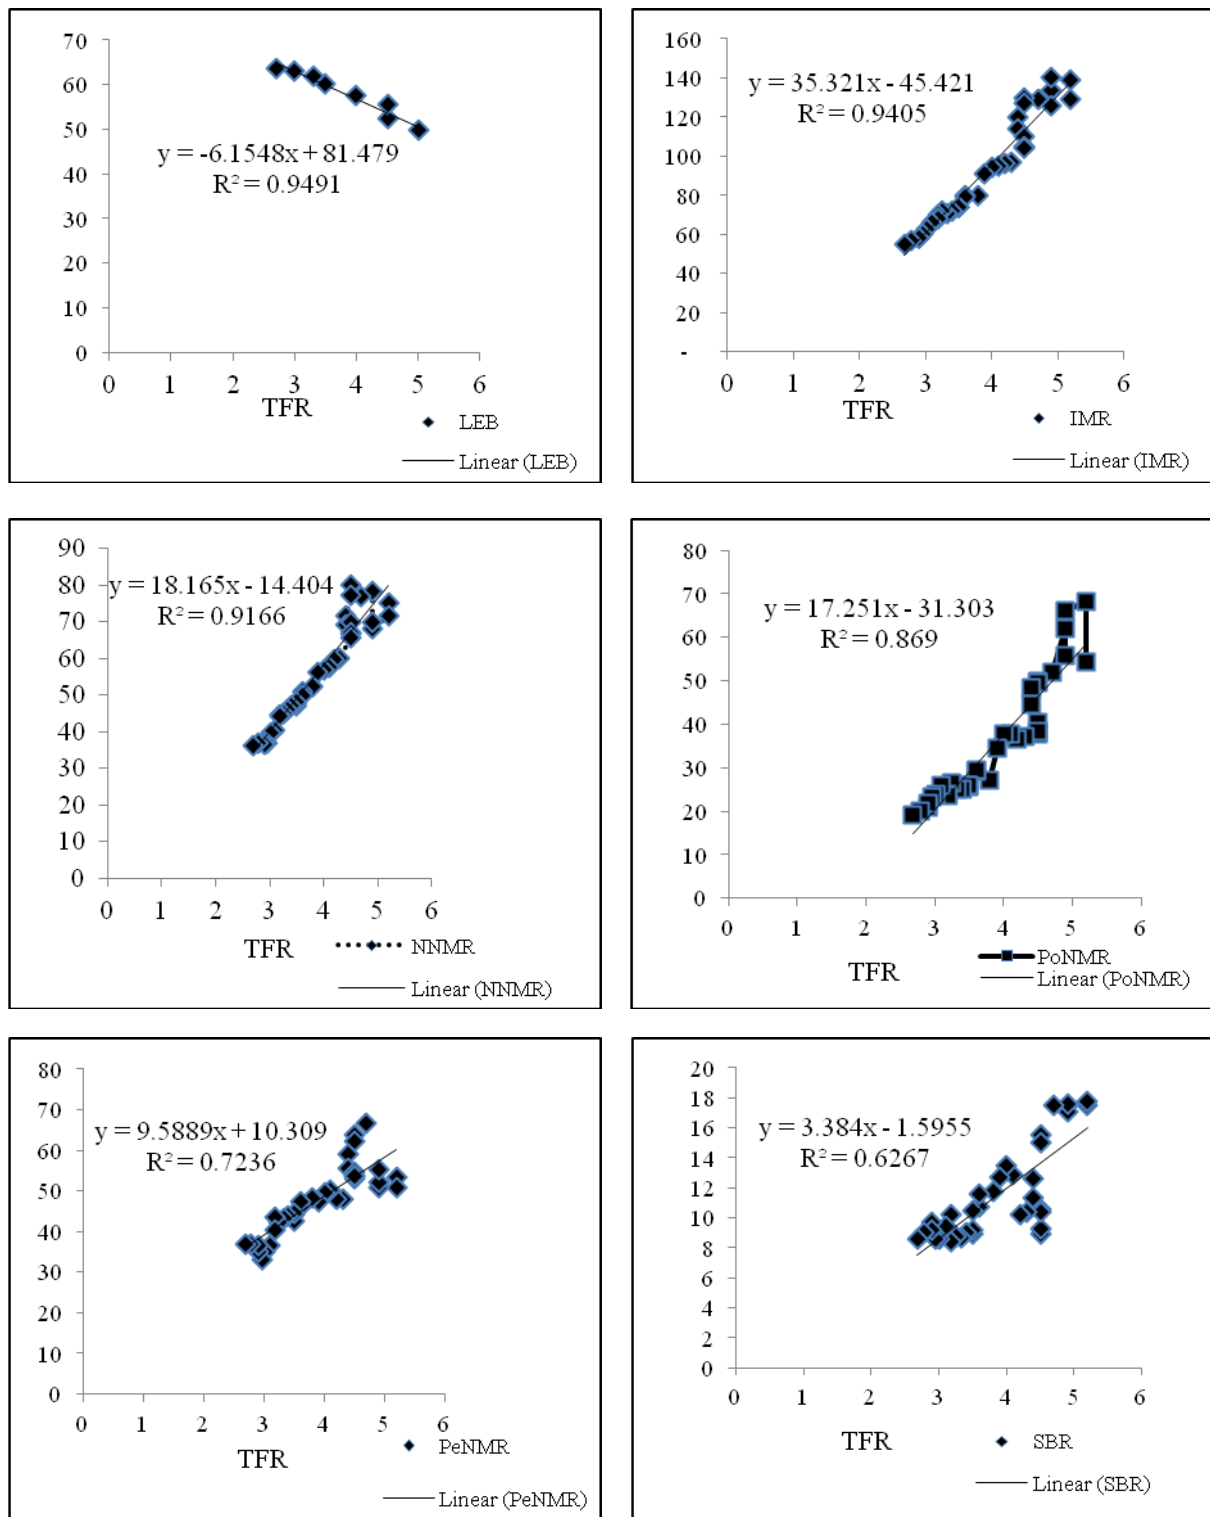 70
60
50
40
30
20
10
0
y = -6.1548x + 81.479
R² = 0.9491
0 1 2 3 4 5 6
TFR
LEB
Linear (LEB)
160
140
120
100
80
60
40
20
-
y = 35.321x - 45.421
R² = 0.9405
0 1 2 3 4 5 6
TFR
IMR
Linear (IMR)
90
80
70
60
50
40
30
20
10
0
y = 18.165x - 14.404
R² = 0.9166
0 1 2 3 4 5 6
TFR
NNMR
Linear (NNMR)
80
70
60
50
40
30
20
10
0
y = 17.251x - 31.303
R² = 0.869
0 1 2 3 4 5 6
TFR
PoNMR
Linear (PoNMR)
80
70
60
50
40
30
20
10
0
y = 9.5889x + 10.309
R² = 0.7236
0 1 2 3 4 5 6
TFR
PeNMR
Linear (PeNMR)
20
18
16
14
12
10
8
6
4
2
0
y = 3.384x - 1.5955
R² = 0.6267
0 1 2 3 4 5 6
TFR
SBR
Linear (SBR)